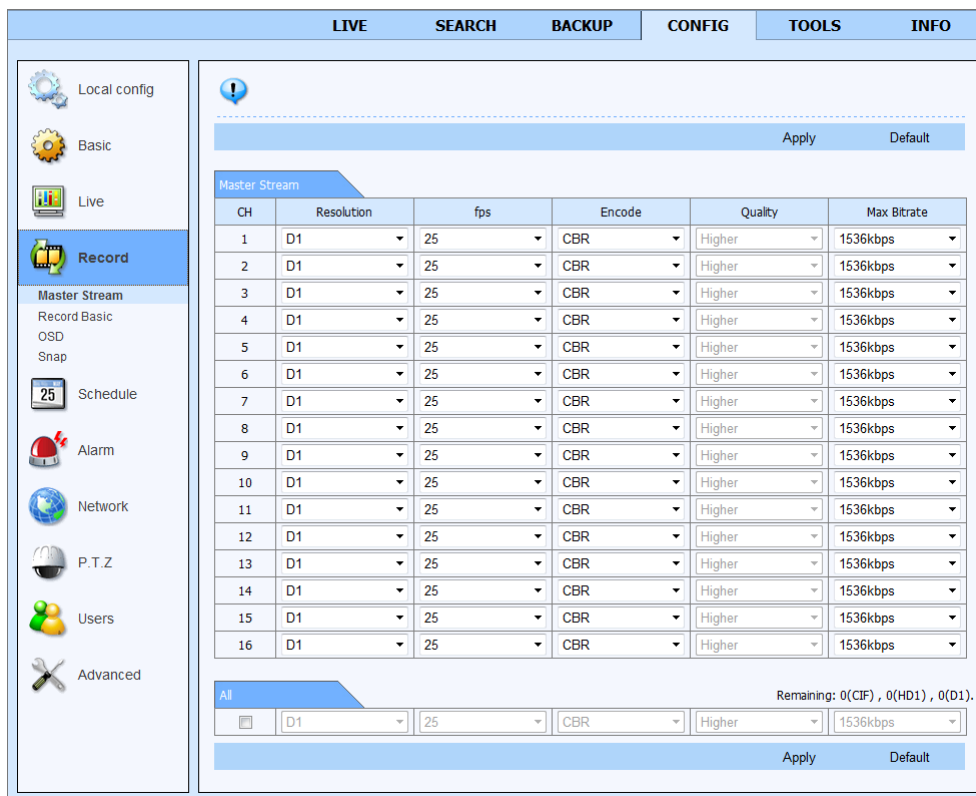 LIVE SEARCH BACKUP CONFIG TOOLS INFO
Local config
Basic
Live
Record
Master Stream
Record Basic
OSD
Snap
25 Schedule
Alarm
Network
P.T.Z
Users
Advanced
Apply Default
Master Stream
CH Resolution fps Encode Quality Max Bitrate
1 D1 25 CBR Higher 1536kbps
2 D1 25 CBR Higher 1536kbps
3 D1 25 CBR Higher 1536kbps
4 D1 25 CBR Higher 1536kbps
5 D1 25 CBR Higher 1536kbps
6 D1 25 CBR Higher 1536kbps
7 D1 25 CBR Higher 1536kbps
8 D1 25 CBR Higher 1536kbps
9 D1 25 CBR Higher 1536kbps
10 D1 25 CBR Higher 1536kbps
11 D1 25 CBR Higher 1536kbps
12 D1 25 CBR Higher 1536kbps
13 D1 25 CBR Higher 1536kbps
14 D1 25 CBR Higher 1536kbps
15 D1 25 CBR Higher 1536kbps
16 D1 25 CBR Higher 1536kbps
All Remaining: 0(CIF) , 0(HD1) , 0(D1).
D1 25 CBR Higher 1536kbps
Apply Default